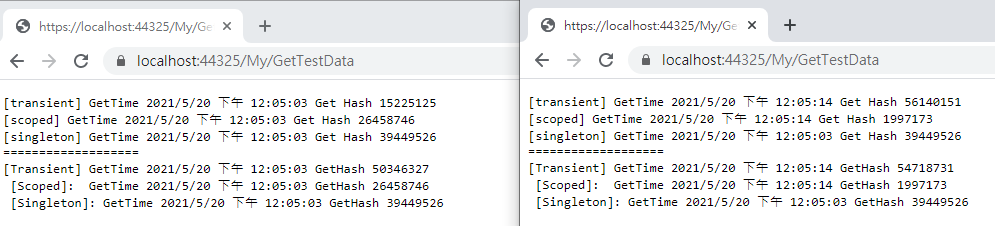 https://localhost:44325/My/Ge
localhost:44325/My/GetTestData
[transient] GetTime 2021/5/20 下午 12:05:03 Get Hash 15225125
[scoped] GetTime 2021/5/20 下午 12:05:03 Get Hash 26458746
[singleton] GetTime 2021/5/20 下午 12:05:03 Get Hash 39449526
===================
[Transient] GetTime 2021/5/20 下午 12:05:03 GetHash 50346327
[Scoped]: GetTime 2021/5/20 下午 12:05:03 GetHash 26458746
[Singleton]: GetTime 2021/5/20 下午 12:05:03 GetHash 39449526
https://localhost:44325/My/Ge
localhost:44325/My/GetTestData
[transient] GetTime 2021/5/20 下午 12:05:14 Get Hash 56140151
[scoped] GetTime 2021/5/20 下午 12:05:14 Get Hash 1997173
[singleton] GetTime 2021/5/20 下午 12:05:03 Get Hash 39449526
===================
[Transient] GetTime 2021/5/20 下午 12:05:14 GetHash 54718731
[Scoped]: GetTime 2021/5/20 下午 12:05:14 GetHash 1997173
[Singleton]: GetTime 2021/5/20 下午 12:05:03 GetHash 39449526